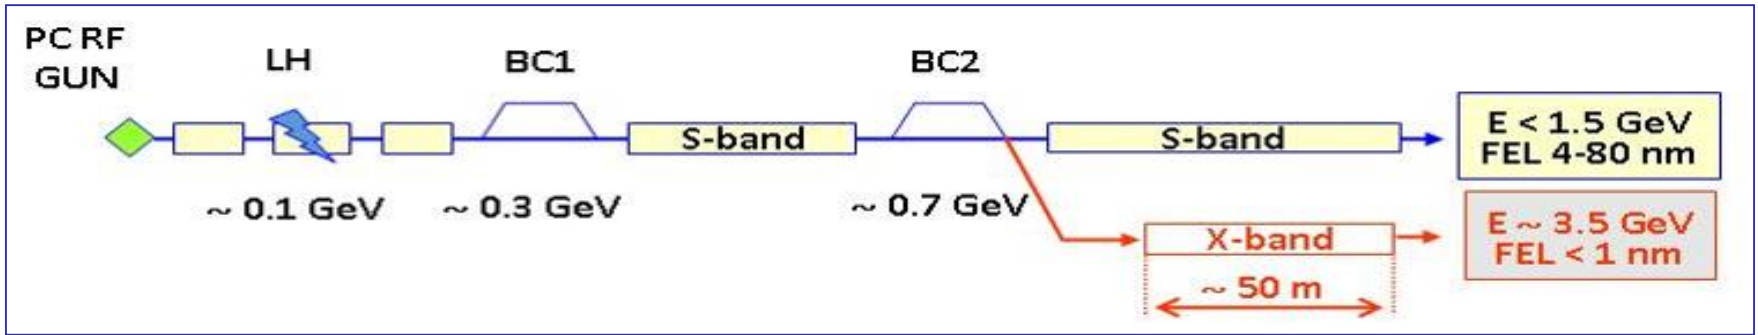 PC RF
GUN
LH
BC1
BC2
S-band
S-band
E < 1.5 GeV
FEL 4-80 nm
~ 0.1 GeV
~ 0.3 GeV
~ 0.7 GeV
X-band
E ~ 3.5 GeV
FEL < 1 nm
~ 50 m